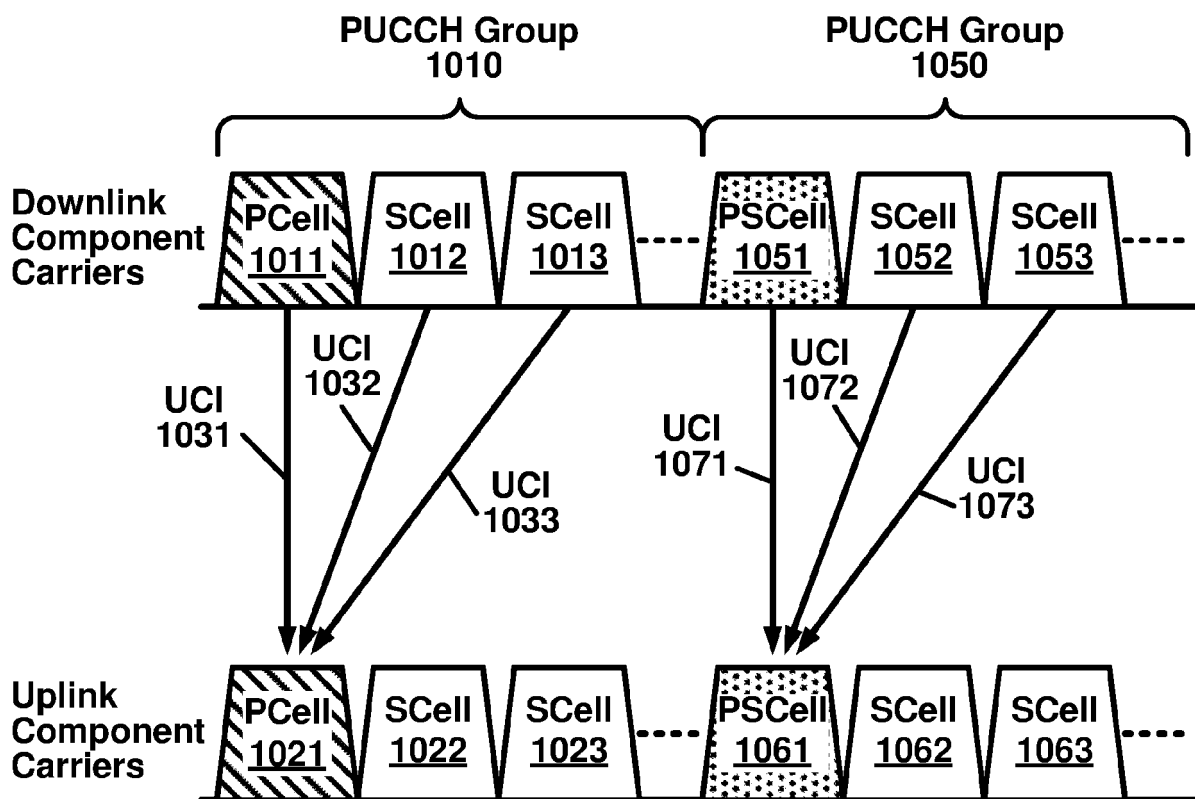 PUCCH Group
1010
PUCCH Group
1050
Downlink
Component
Carriers
PCell
1011
SCell
1012
SCell
1013
PSCell
1051
SCell
1052
SCell
1053
UCI
1031
UCI
1032
UCI
1033
UCI
1071
UCI
1072
UCI
1073
Uplink
Component
Carriers
PCell
1021
SCell
1022
SCell
1023
PSCell
1061
SCell
1062
SCell
1063